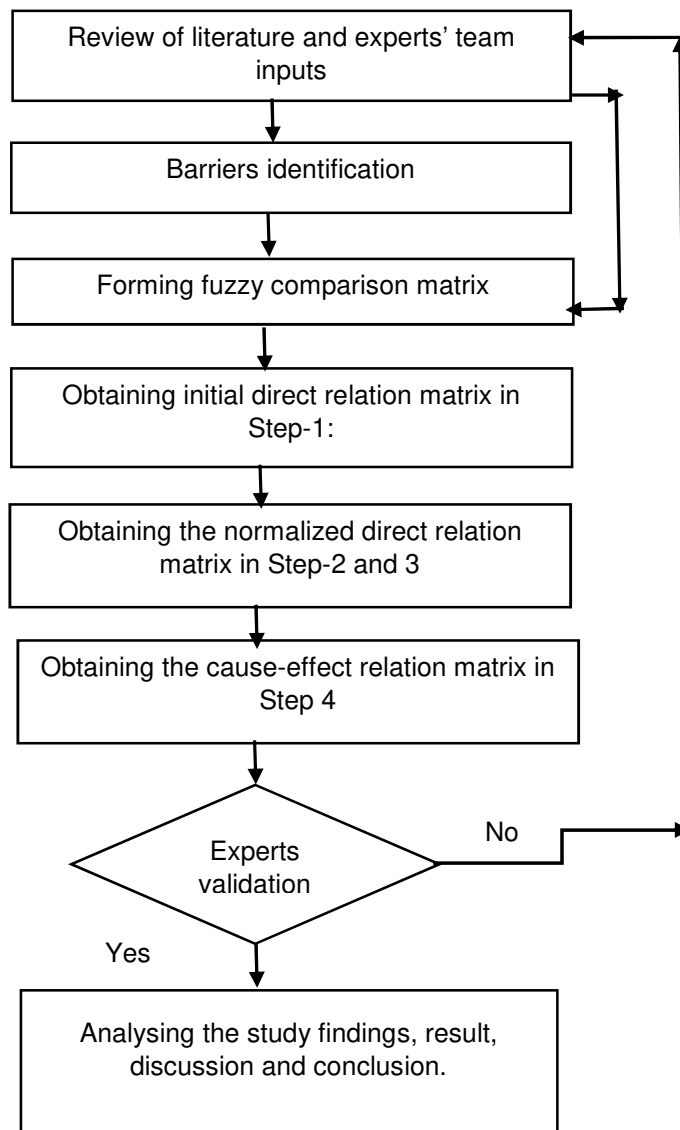 Review of literature and experts’ team
inputs
Barriers identification
Forming fuzzy comparison matrix
Obtaining initial direct relation matrix in
Step-1:
Obtaining the normalized direct relation
matrix in Step-2 and 3
Obtaining the cause-effect relation matrix in
Step 4
Experts
validation
No
Yes
Analysing the study findings, result,
discussion and conclusion.